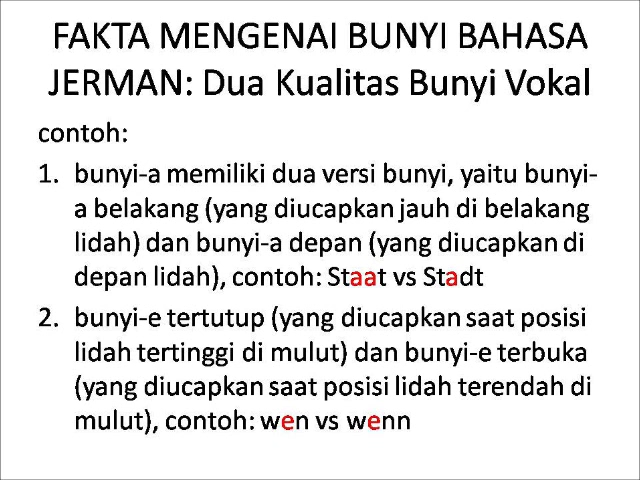 FAKTA MENGENAI BUNYI BAHASA
JERMAN: Dua Kualitas Bunyi Vokal
contoh:
1. bunyi-a memiliki dua versi bunyi, yaitu bunyi-
a belakang (yang diucapkan jauh di belakang
lidah) dan bunyi-a depan (yang diucapkan di
depan lidah), contoh: Staat vs Stadt
2. bunyi-e tertutup (yang diucapkan saat posisi
lidah tertinggi di mulut) dan bunyi-e terbuka
(yang diucapkan saat posisi lidah terendah di
mulut), contoh: wen vs wenn